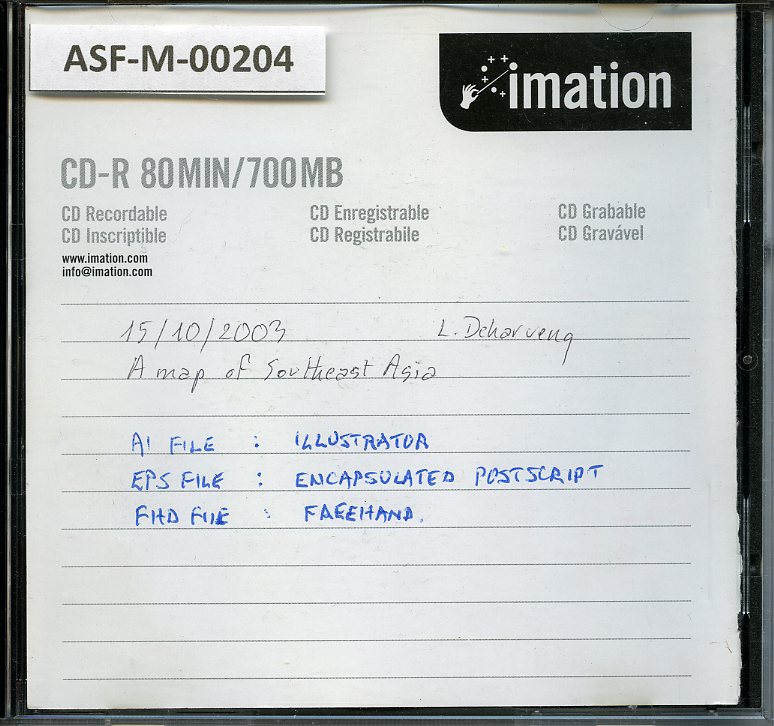 ASF-M-00204
imation
CD-R 80MIN/700MB
CD Recordable CD Enregistrable CD Grabable
CD Inscriptible CD Registrabile CD Gravável
www.imation.com
info@imation.com
15/10/2003 L. Deharveng
A map of Southeast Asia
AI FILE : ILLUSTRATOR
EPS FILE : ENCAPSULATED POSTSCRIPT
FHD FILE : FREEHAND.